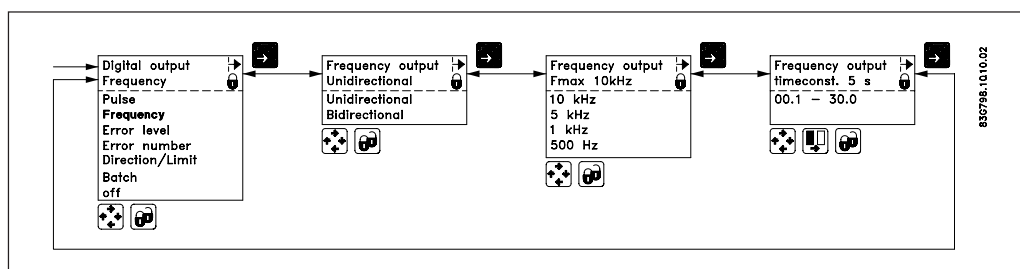 Digital output
Frequency
Pulse
Frequency
Error level
Error number
Direction/Limit
Batch
off
Frequency output
Unidirectional
Unidirectional
Bidirectional
Frequency output
Fmax 10kHz
10 kHz
5 kHz
1 kHz
500 Hz
Frequency output
timeconst. 5 s
00.1 - 30.0
83G798.10.10.02